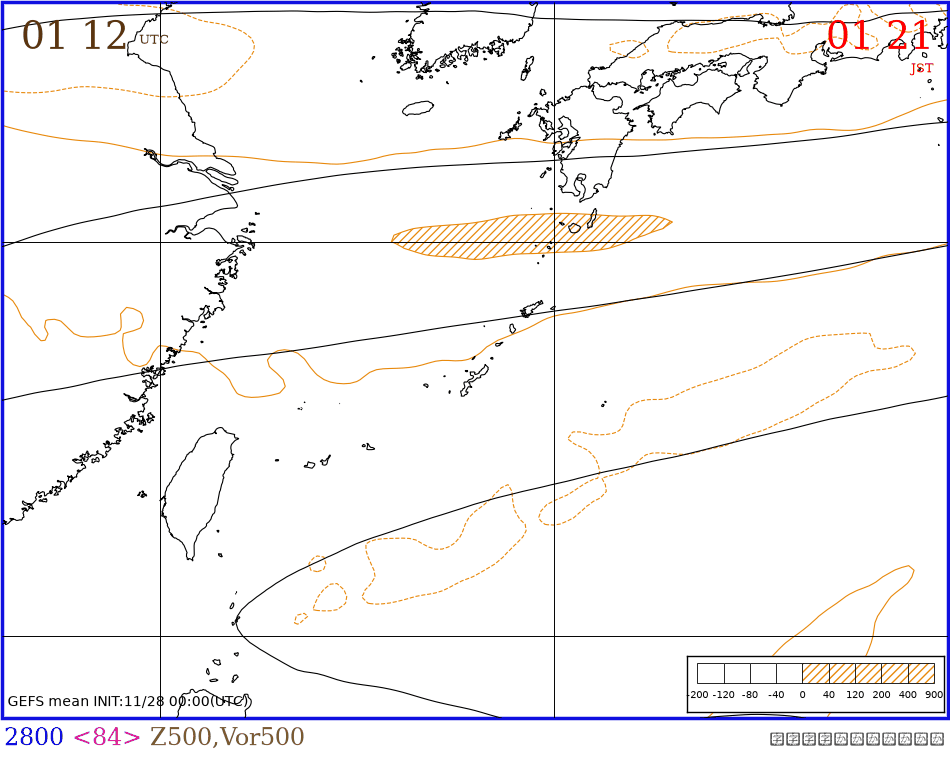 01 12 UTC
01 21
JST
-200 -120 -80 -40 0 40 120 200 400 900
GEFS mean INIT:11/28 00:00(UTC)
2800 <84> Z500,Vor500